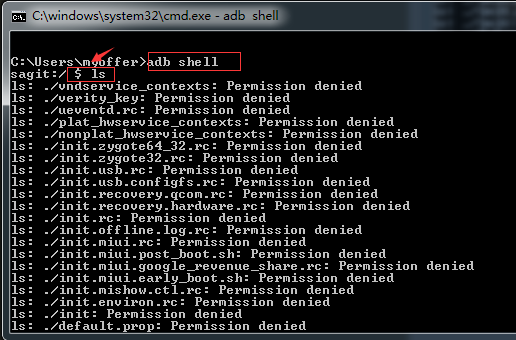 C:\windows\system32\cmd.exe - adb shell
C:\Users\myoffer>adb shell
sagit:/ $ ls
ls: ./vndservice_contexts: Permission denied
ls: ./verity_key: Permission denied
ls: ./ueventd.rc: Permission denied
ls: ./plat_hwservice_contexts: Permission denied
ls: ./nonplat_hwservice_contexts: Permission denied
ls: ./init.zygote64_32.rc: Permission denied
ls: ./init.zygote32.rc: Permission denied
ls: ./init.usb.rc: Permission denied
ls: ./init.usb.configfs.rc: Permission denied
ls: ./init.recovery.qcom.rc: Permission denied
ls: ./init.recovery.hardware.rc: Permission denied
ls: ./init.rc: Permission denied
ls: ./init.offline.log.rc: Permission denied
ls: ./init.miui.rc: Permission denied
ls: ./init.miui.post_boot.sh: Permission denied
ls: ./init.miui.google_revenue_share.rc: Permission denied
ls: ./init.miui.early_boot.sh: Permission denied
ls: ./init.mishow.ctl.rc: Permission denied
ls: ./init.environ.rc: Permission denied
ls: ./init: Permission denied
ls: ./default.prop: Permission denied